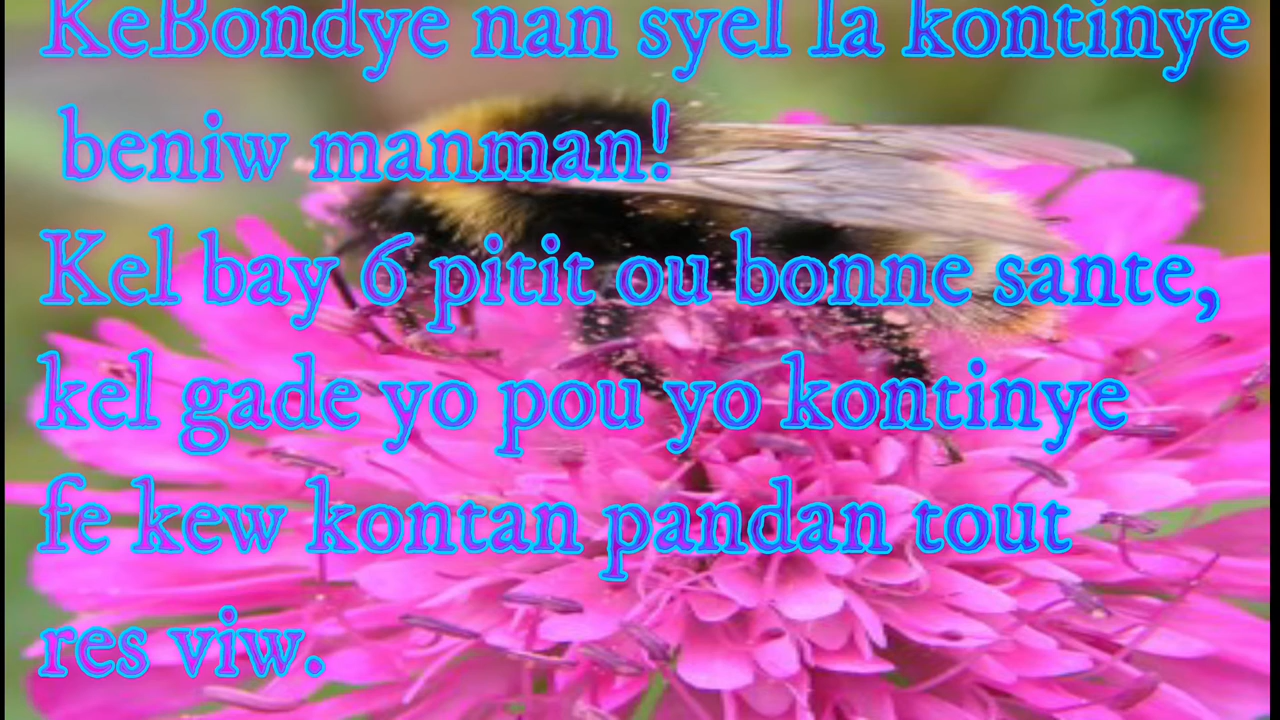 KeBondye nan syel la kontinye
beniw manman!
Kel bay 6 pitit ou bonne sante,
kel gade yo pou yo kontinye
fe kew kontan pandan tout
res viw.